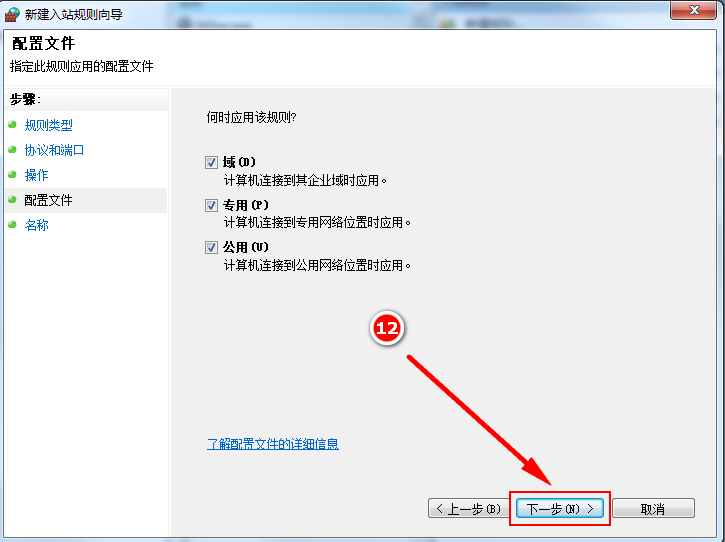 新建入站规则向导
配置文件
指定此规则应用的配置文件
步骤:
规则类型
协议和端口
操作
配置文件
名称
何时应用该规则?
域(D)
计算机连接到其企业域时应用。
专用(P)
计算机连接到专用网络位置时应用。
公用(U)
计算机连接到公用网络位置时应用。
12
了解配置文件的详细信息
< 上一步(B) 下一步(N) > 取消